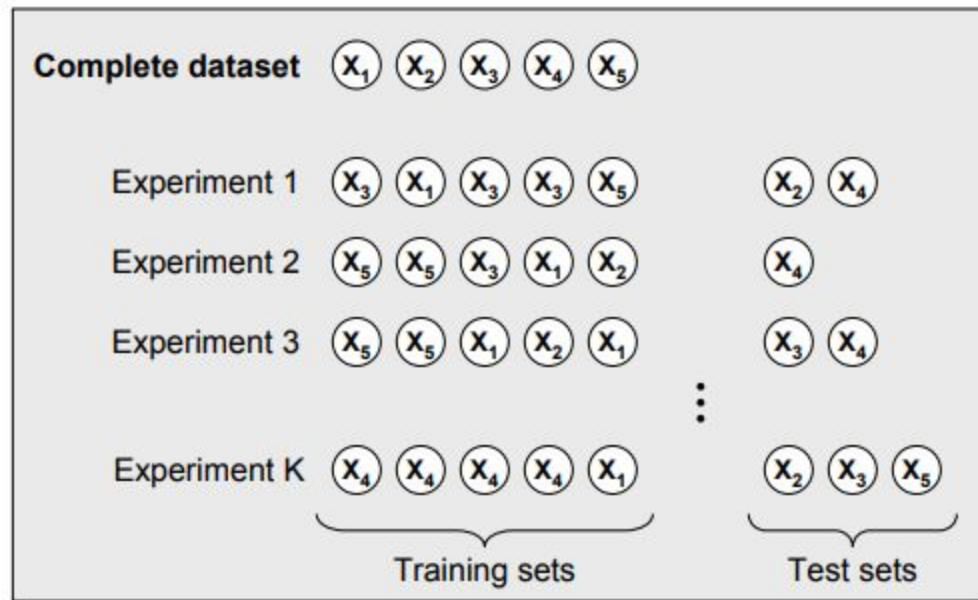 Complete dataset X₁ X₂ X₃ X₄ X₅
Experiment 1 X₃ X₁ X₃ X₃ X₅ X₂ X₄
Experiment 2 X₅ X₅ X₃ X₁ X₂ X₄
Experiment 3 X₅ X₅ X₁ X₂ X₁ X₃ X₄
Experiment K X₄ X₄ X₄ X₄ X₁ X₂ X₃ X₅
Training sets Test sets